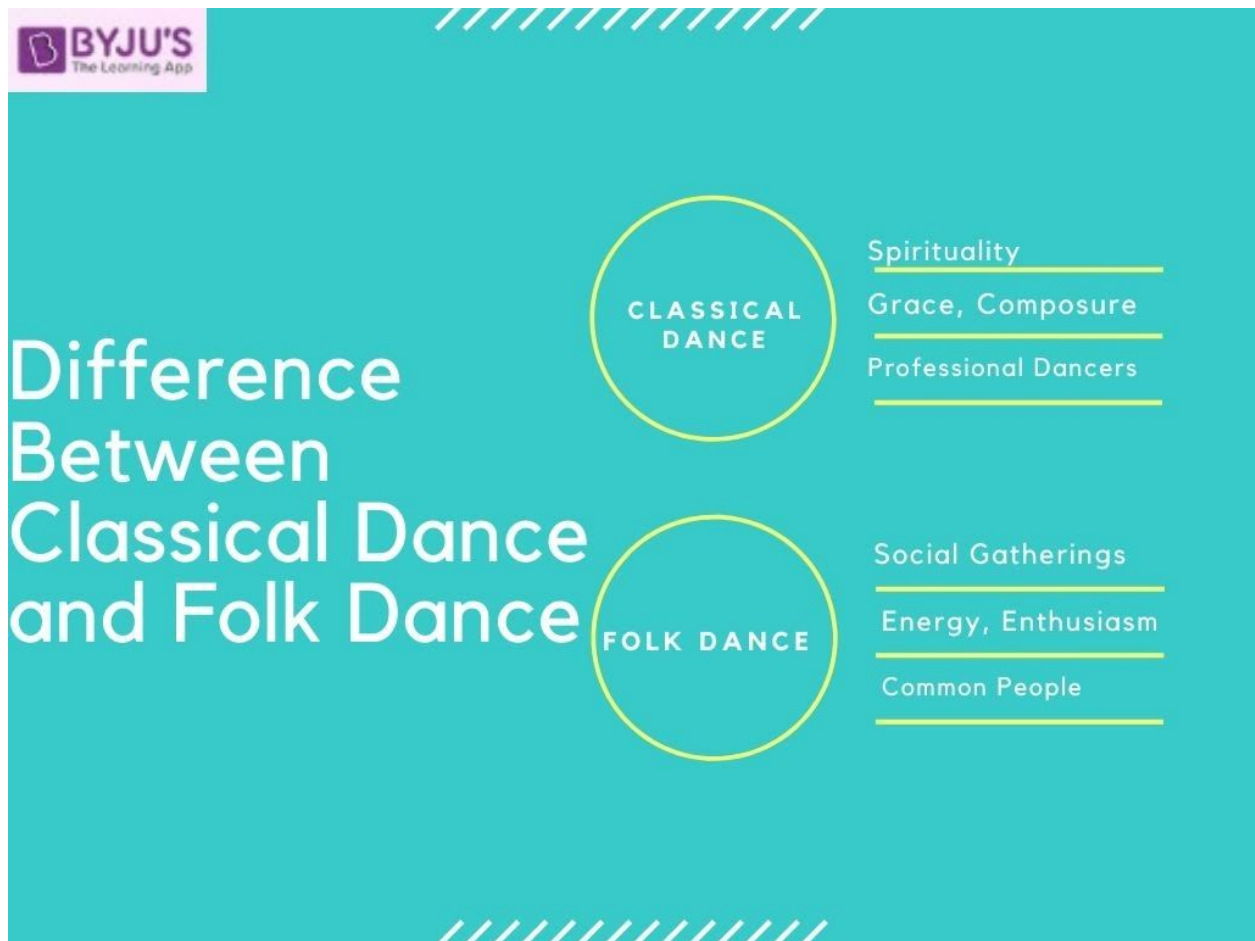 BYJU'S
The Learning App
Difference
Between
Classical Dance
and Folk Dance
CLASSICAL
DANCE
Spirituality
Grace, Composure
Professional Dancers
FOLK DANCE
Social Gatherings
Energy, Enthusiasm
Common People